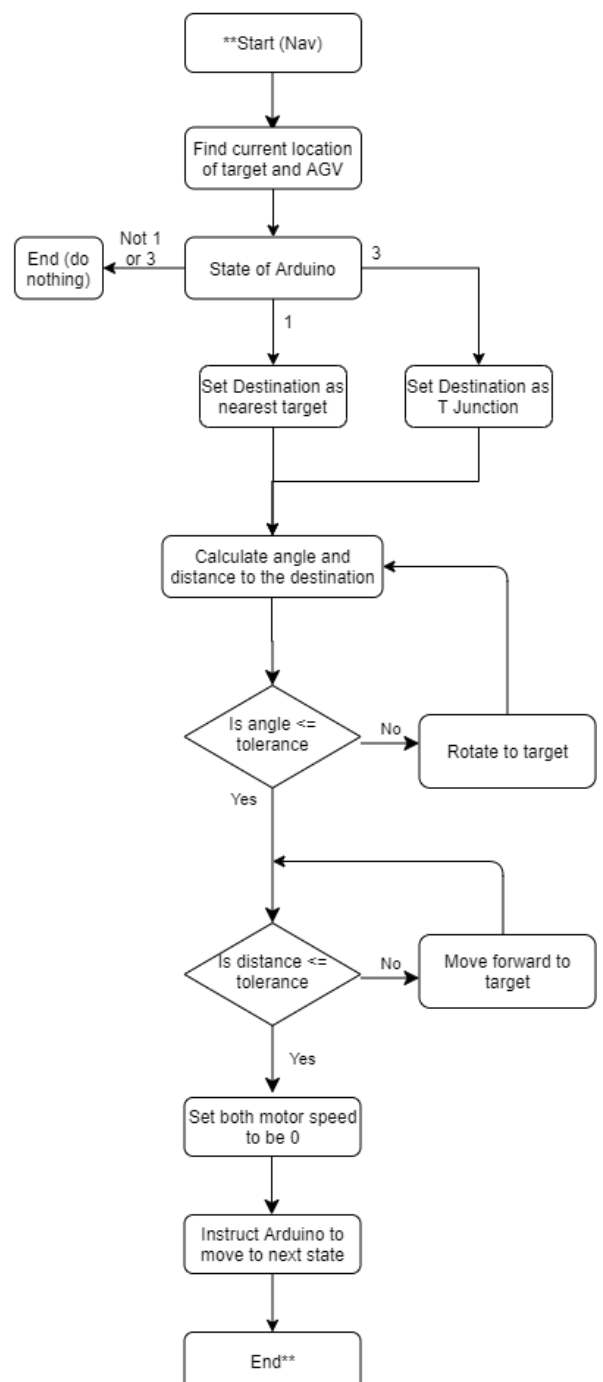 **Start (Nav)
Find current location
of target and AGV
Not 1
or 3
End (do
nothing)
State of Arduino
3
1
Set Destination as
nearest target
Set Destination as
T Junction
Calculate angle and
distance to the destination
Is angle <=
tolerance
No
Rotate to target
Yes
Is distance <=
tolerance
No
Move forward to
target
Yes
Set both motor speed
to be 0
Instruct Arduino to
move to next state
End**